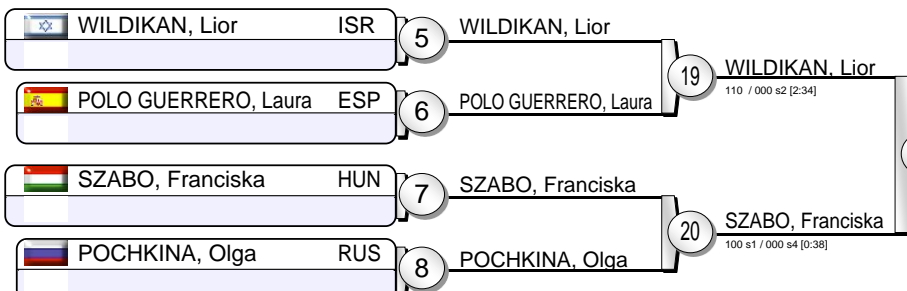 WILDIKAN, Lior ISR
5
WILDIKAN, Lior
POLO GUERRERO, Laura ESP
6
POLO GUERRERO, Laura
19
WILDIKAN, Lior
110 / 000 s2 [2:34]
SZABO, Franciska HUN
7
SZABO, Franciska
POCHKINA, Olga RUS
8
POCHKINA, Olga
20
SZABO, Franciska
100 s1 / 000 s4 [0:38]